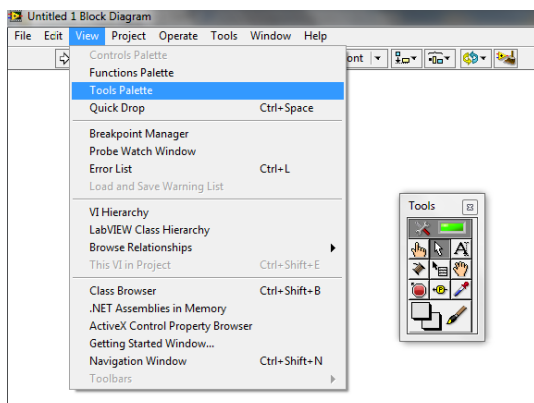 Untitled 1 Block Diagram
File Edit View Project Operate Tools Window Help
Controls Palette
ont
Functions Palette
Tools Palette
Quick Drop Ctrl+Space
Breakpoint Manager
Probe Watch Window
Error List Ctrl+L
Load and Save Warning List
VI Hierarchy
LabVIEW Class Hierarchy
Browse Relationships
This VI in Project Ctrl+Shift+E
Class Browser Ctrl+Shift+B
.NET Assemblies in Memory
ActiveX Control Property Browser
Getting Started Window...
Navigation Window Ctrl+Shift+N
Toolbars
Tools
A
P